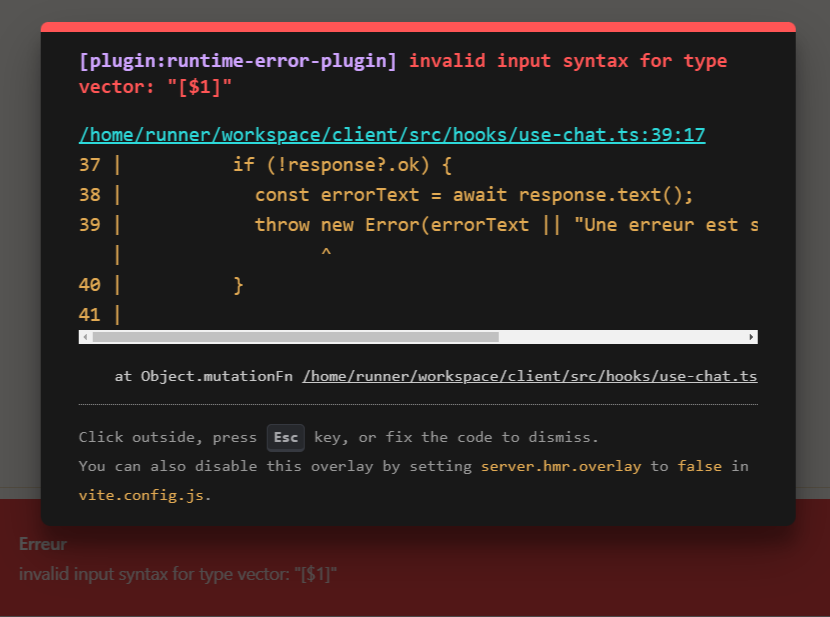 [plugin:runtime-error-plugin] invalid input syntax for type
vector: "[$1]"
/home/runner/workspace/client/src/hooks/use-chat.ts:39:17
37 |          if (!response?.ok) {
38 |            const errorText = await response.text();
39 |            throw new Error(errorText || "Une erreur est s
   |                  ^
40 |          }
41 |
at Object.mutationFn /home/runner/workspace/client/src/hooks/use-chat.ts
Click outside, press Esc key, or fix the code to dismiss.
You can also disable this overlay by setting server.hmr.overlay to false in
vite.config.js.
Erreur
invalid input syntax for type vector: "[$1]"